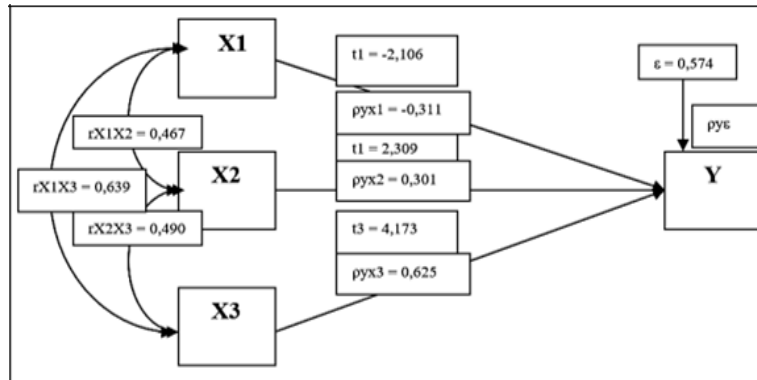 X1
t1 = -2,106
ε = 0,574
ρyx1 = -0,311
ρyε
rX1X2 = 0,467
t1 = 2,309
X2
ρyx2 = 0,301
Y
rX1X3 = 0,639
rX2X3 = 0,490
t3 = 4,173
ρyx3 = 0,625
X3